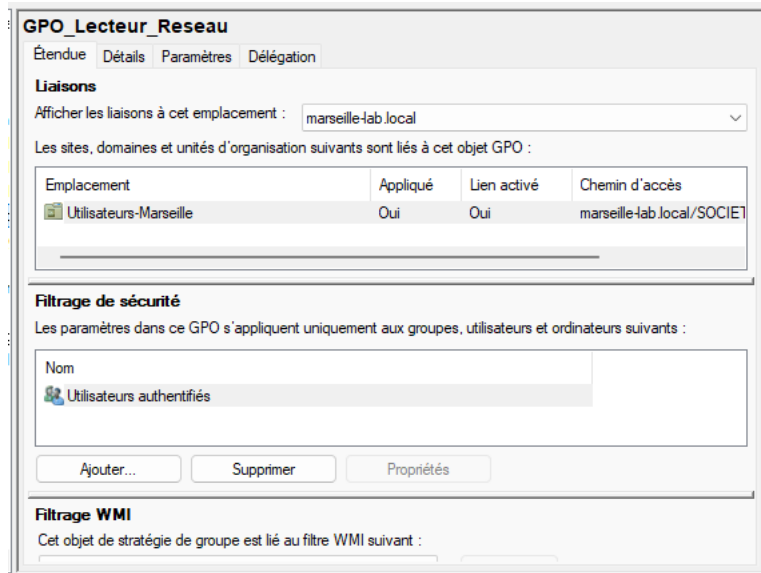 GPO_Lecteur_Reseau
Étendue Détails Paramètres Délégation
Liaisons
Afficher les liaisons à cet emplacement : marseille-lab.local
Les sites, domaines et unités d'organisation suivants sont liés à cet objet GPO :
Emplacement Appliqué Lien activé Chemin d'accès
Utilisateurs-Marseille Oui Oui marseille-lab.local/SOCIET
Filtrage de sécurité
Les paramètres dans ce GPO s'appliquent uniquement aux groupes, utilisateurs et ordinateurs suivants :
Nom
Utilisateurs authentifiés
Ajouter... Supprimer Propriétés
Filtrage WMI
Cet objet de stratégie de groupe est lié au filtre WMI suivant :